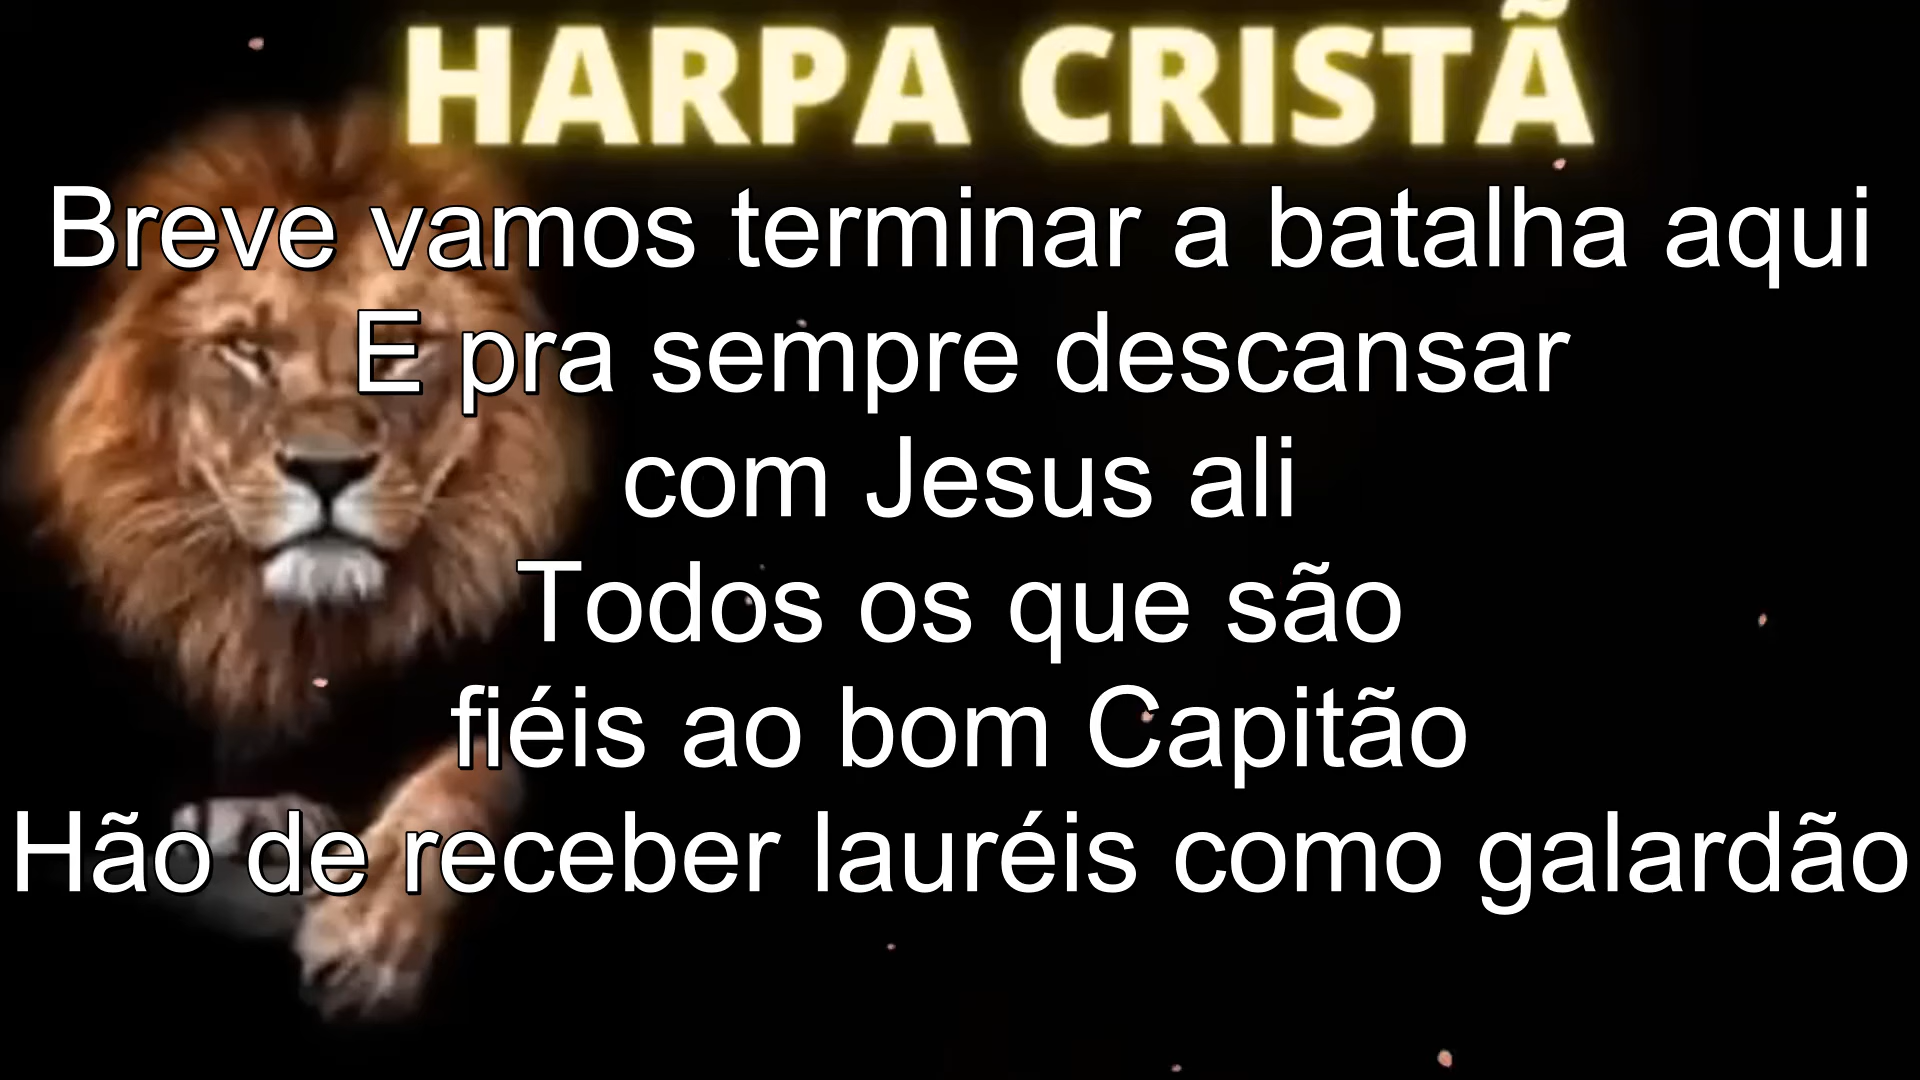 HARPA CRISTÃ
Breve vamos terminar a batalha aqui
E pra sempre descansar
com Jesus ali
Todos os que são
fiéis ao bom Capitão
Hão de receber lauréis como galardão